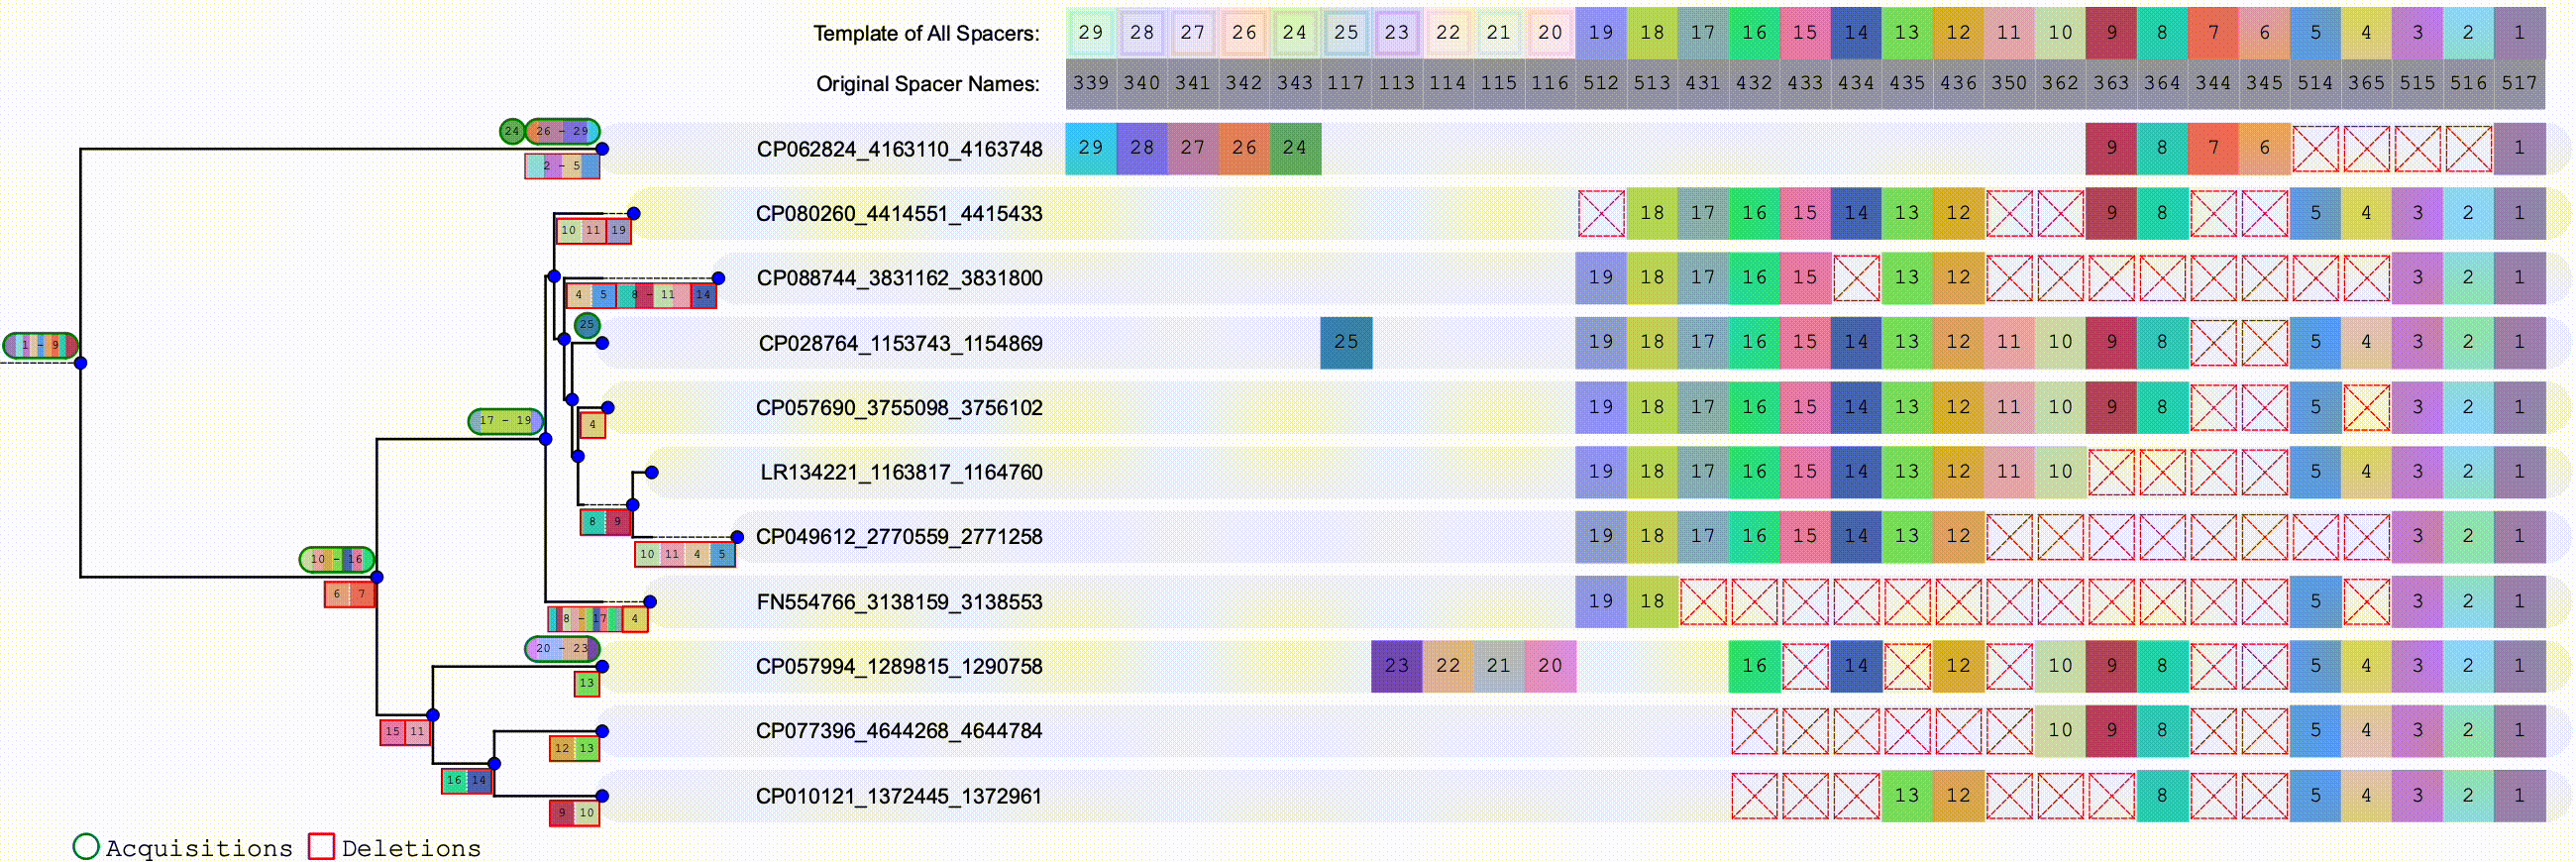 Template of All Spacers: 29 28 27 26 24 25 23 22 21 20 19 18 17 16 15 14 13 12 11 10 9 8 7 6 5 4 3 2 1
Original Spacer Names: 339 340 341 342 343 117 113 114 115 116 512 513 431 432 433 434 435 436 350 362 363 364 344 345 514 365 515 516 517
24 26 - 29
CP062824_4163110_4163748 29 28 27 26 24 9 8 7 6 1
2 - 5
CP080260_4414551_4415433 18 17 16 15 14 13 12 9 8 5 4 3 2 1
10 11 19
CP088744_3831162_3831800 19 18 17 16 15 13 12 3 2 1
4 5 8 - 11 14
25
1 - 9
CP028764_1153743_1154869 25 19 18 17 16 15 14 13 12 11 10 9 8 5 4 3 2 1
CP057690_3755098_3756102 19 18 17 16 15 14 13 12 11 10 9 8 5 3 2 1
17 - 19
4
LR134221_1163817_1164760 19 18 17 16 15 14 13 12 11 10 5 4 3 2 1
8 9
CP049612_2770559_2771258 19 18 17 16 15 14 13 12 3 2 1
10 11 4 5
10 - 16
6 7
FN554766_3138159_3138553 19 18 5 3 2 1
8 - 17 4
20 - 23
CP057994_1289815_1290758 23 22 21 20 16 14 12 10 9 8 5 4 3 2 1
13
15 11
CP077396_4644268_4644784 10 9 8 5 4 3 2 1
12 13
16 14
CP010121_1372445_1372961 13 12 8 5 4 3 2 1
9 10
Acquisitions Deletions